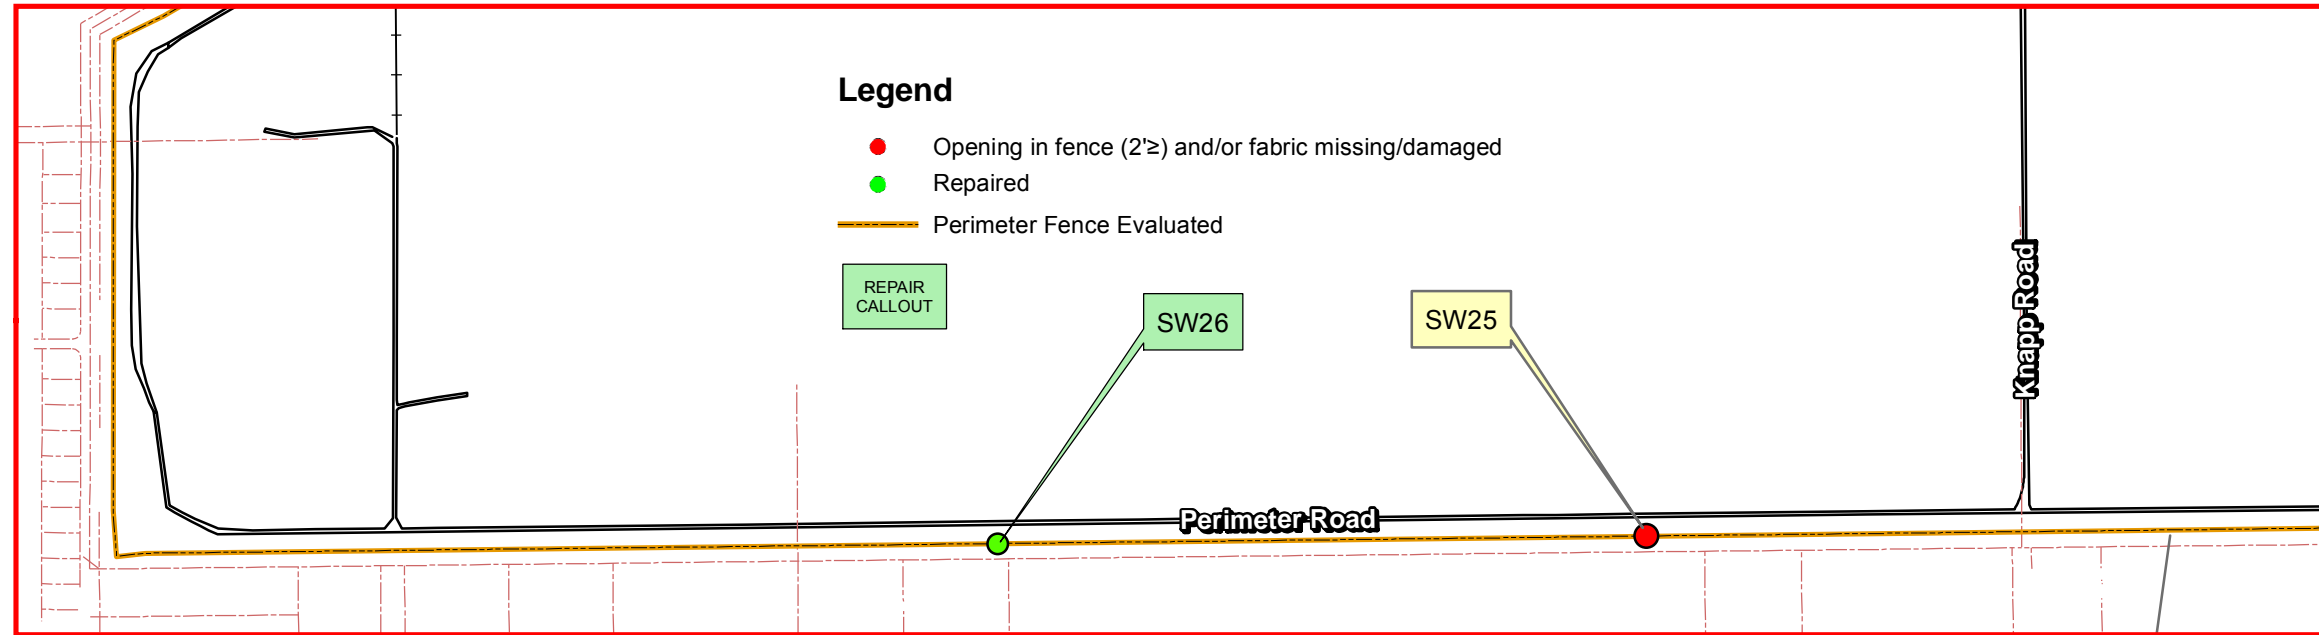 Legend
Opening in fence (2'≥) and/or fabric missing/damaged
Repaired
Perimeter Fence Evaluated
REPAIR
CALLOUT
SW26
SW25
Knapp Road
Perimeter Road